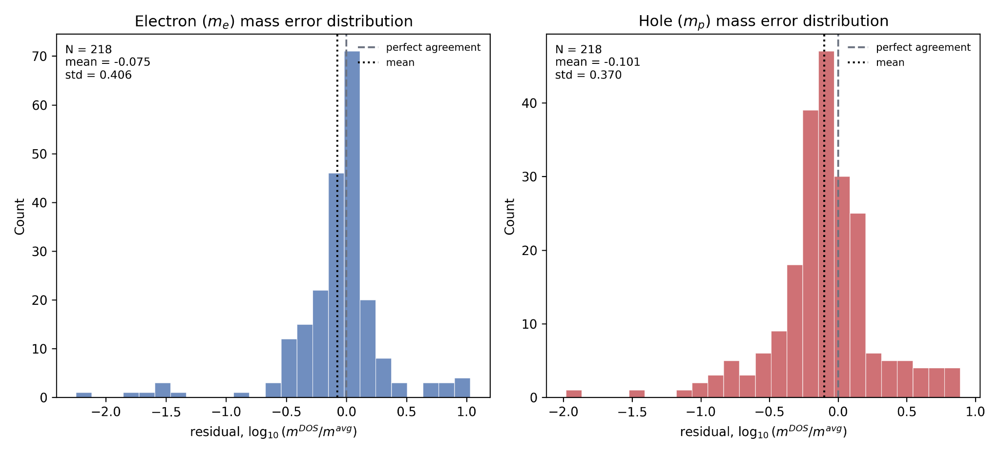 Electron (mₑ) mass error distribution
N = 218
mean = -0.075
std = 0.406
perfect agreement
mean
70
60
50
40
30
20
10
0
Count
−2.0 −1.5 −1.0 −0.5 0.0 0.5 1.0
residual, log₁₀ (m^{DOS}/m^{avg})
Hole (mₚ) mass error distribution
N = 218
mean = -0.101
std = 0.370
perfect agreement
mean
40
30
20
10
0
Count
−2.0 −1.5 −1.0 −0.5 0.0 0.5 1.0
residual, log₁₀ (m^{DOS}/m^{avg})